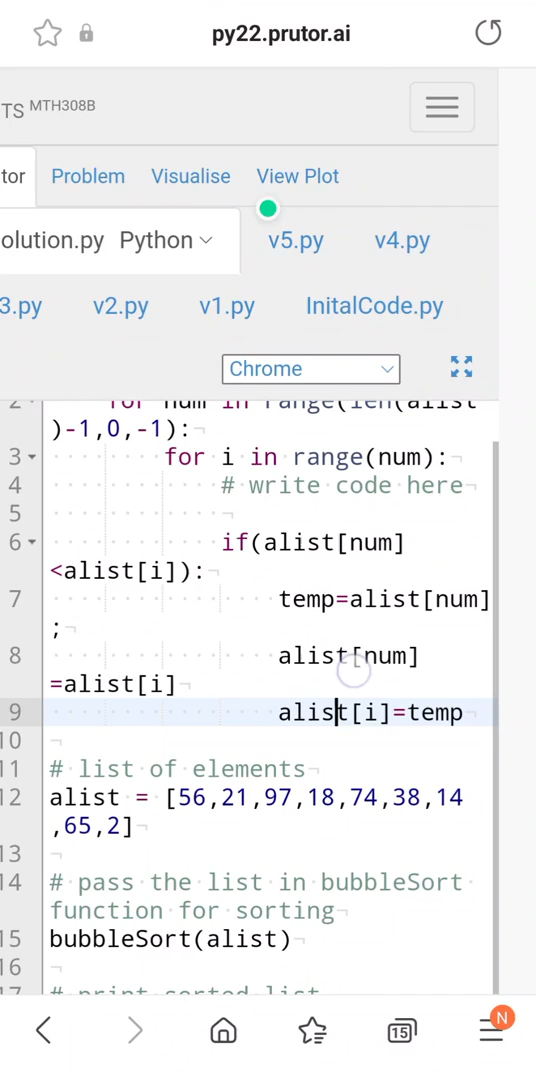 py22.prutor.ai
TS MTH308B
tor Problem Visualise View Plot
olution.py Python v5.py v4.py
3.py v2.py v1.py InitalCode.py
Chrome
2 for num in range(len(alist
)-1,0,-1):
3 for i in range(num):
4 # write code here
5
6 if(alist[num]
<alist[i]):
7 temp=alist[num]
;
8 alist[num]
=alist[i]
9 alist[i]=temp
10
11 # list of elements
12 alist = [56,21,97,18,74,38,14
,65,2]
13
14 # pass the list in bubbleSort
function for sorting
15 bubbleSort(alist)
16
17 # print sorted list
15 N